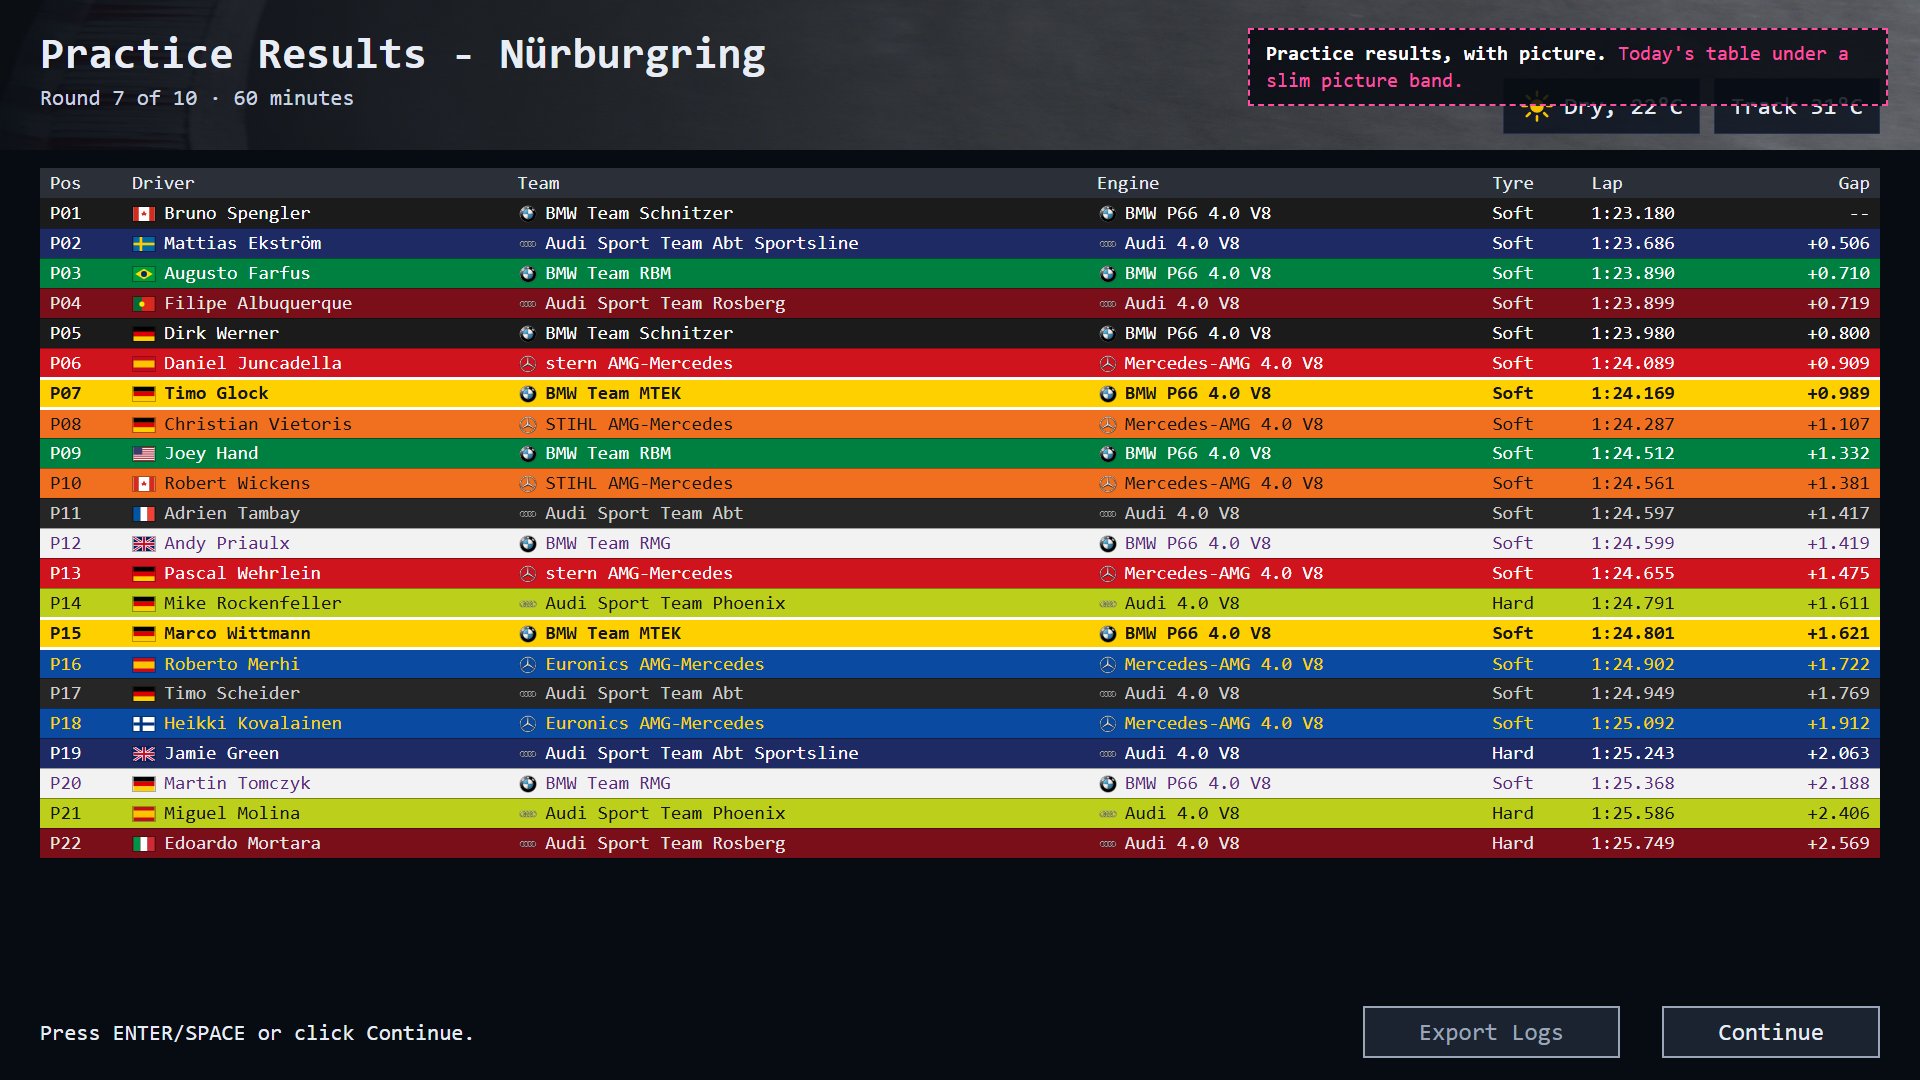 Practice Results - Nürburgring
Round 7 of 10 · 60 minutes
Practice results, with picture. Today's table under a
slim picture band.
Dry, 22°C Track 31°C
Pos Driver Team Engine Tyre Lap Gap
P01 Bruno Spengler BMW Team Schnitzer BMW P66 4.0 V8 Soft 1:23.180 --
P02 Mattias Ekström Audi Sport Team Abt Sportsline Audi 4.0 V8 Soft 1:23.686 +0.506
P03 Augusto Farfus BMW Team RBM BMW P66 4.0 V8 Soft 1:23.890 +0.710
P04 Filipe Albuquerque Audi Sport Team Rosberg Audi 4.0 V8 Soft 1:23.899 +0.719
P05 Dirk Werner BMW Team Schnitzer BMW P66 4.0 V8 Soft 1:23.980 +0.800
P06 Daniel Juncadella stern AMG-Mercedes Mercedes-AMG 4.0 V8 Soft 1:24.089 +0.909
P07 Timo Glock BMW Team MTEK BMW P66 4.0 V8 Soft 1:24.169 +0.989
P08 Christian Vietoris STIHL AMG-Mercedes Mercedes-AMG 4.0 V8 Soft 1:24.287 +1.107
P09 Joey Hand BMW Team RBM BMW P66 4.0 V8 Soft 1:24.512 +1.332
P10 Robert Wickens STIHL AMG-Mercedes Mercedes-AMG 4.0 V8 Soft 1:24.561 +1.381
P11 Adrien Tambay Audi Sport Team Abt Audi 4.0 V8 Soft 1:24.597 +1.417
P12 Andy Priaulx BMW Team RMG BMW P66 4.0 V8 Soft 1:24.599 +1.419
P13 Pascal Wehrlein stern AMG-Mercedes Mercedes-AMG 4.0 V8 Soft 1:24.655 +1.475
P14 Mike Rockenfeller Audi Sport Team Phoenix Audi 4.0 V8 Hard 1:24.791 +1.611
P15 Marco Wittmann BMW Team MTEK BMW P66 4.0 V8 Soft 1:24.801 +1.621
P16 Roberto Merhi Euronics AMG-Mercedes Mercedes-AMG 4.0 V8 Soft 1:24.902 +1.722
P17 Timo Scheider Audi Sport Team Abt Audi 4.0 V8 Soft 1:24.949 +1.769
P18 Heikki Kovalainen Euronics AMG-Mercedes Mercedes-AMG 4.0 V8 Soft 1:25.092 +1.912
P19 Jamie Green Audi Sport Team Abt Sportsline Audi 4.0 V8 Hard 1:25.243 +2.063
P20 Martin Tomczyk BMW Team RMG BMW P66 4.0 V8 Soft 1:25.368 +2.188
P21 Miguel Molina Audi Sport Team Phoenix Audi 4.0 V8 Hard 1:25.586 +2.406
P22 Edoardo Mortara Audi Sport Team Rosberg Audi 4.0 V8 Hard 1:25.749 +2.569
Press ENTER/SPACE or click Continue.
Export Logs
Continue